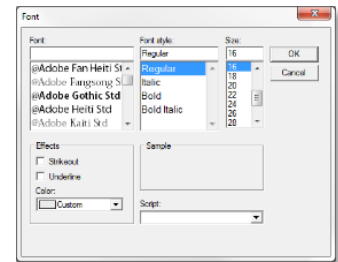 Font
Font:
Font style:
Size:
Regular
16
OK
Cancel
@Adobe Fan Heiti St
@Adobe Fangsong S
@Adobe Gothic Std
@Adobe Heiti Std
@Adobe Kaiti Std
Regular
Italic
Bold
Bold Italic
16
18
20
22
24
26
28
Effects
Strikeout
Underline
Color:
Custom
Sample
Script: